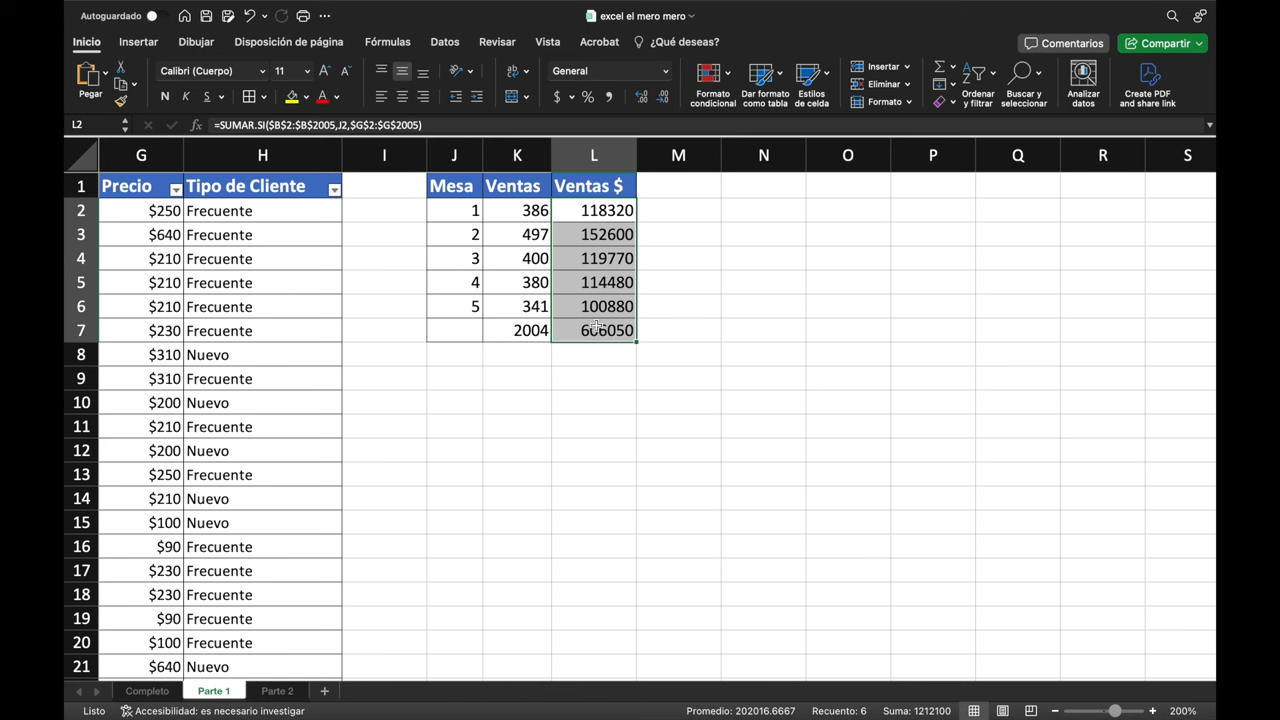 Autoguardado
excel el mero mero
Inicio Insertar Dibujar Disposición de página Fórmulas Datos Revisar Vista Acrobat ¿Qué deseas? Comentarios Compartir
Pegar Calibri (Cuerpo) 11 General Formato condicional Dar formato como tabla Estilos de celda Insertar Eliminar Formato Ordenar y filtrar Buscar y seleccionar Analizar datos Create PDF and share link
N K S $ %
L2 fx =SUMAR.SI($B$2:$B$2005,J2,$G$2:$G$2005)
G H I J K L M N O P Q R S
1 Precio Tipo de Cliente Mesa Ventas Ventas $
2 $250 Frecuente 1 386 118320
3 $640 Frecuente 2 497 152600
4 $210 Frecuente 3 400 119770
5 $210 Frecuente 4 380 114480
6 $210 Frecuente 5 341 100880
7 $230 Frecuente 2004 606050
8 $310 Nuevo
9 $310 Frecuente
10 $200 Nuevo
11 $210 Frecuente
12 $200 Nuevo
13 $250 Frecuente
14 $210 Nuevo
15 $100 Nuevo
16 $90 Frecuente
17 $230 Frecuente
18 $230 Frecuente
19 $90 Frecuente
20 $100 Frecuente
21 $640 Nuevo
Completo Parte 1 Parte 2
Listo Accesibilidad: es necesario investigar Promedio: 202016.6667 Recuento: 6 Suma: 1212100 200%